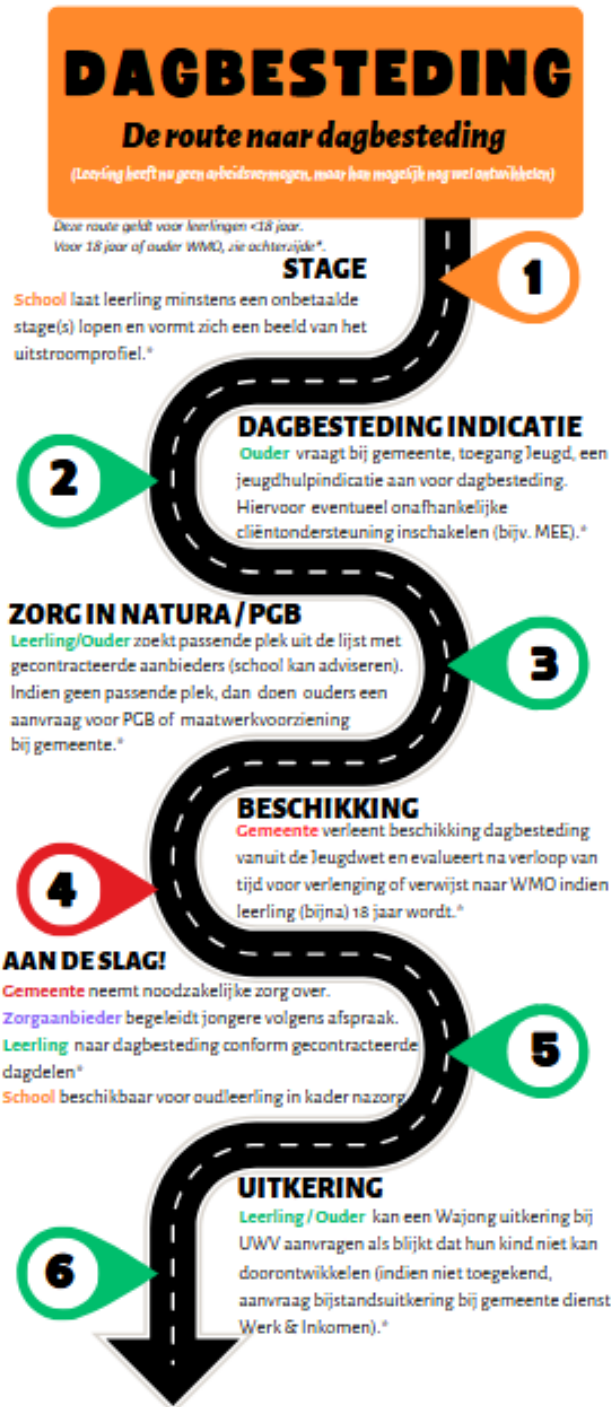 DAGBESTEDING
De route naar dagbesteding
(Leerling heeft nu geen arbeidsvermogen, maar kan mogelijk nog wel ontwikkelen)
Deze route geldt voor leerlingen <18 jaar.
Voor 18 jaar of ouder WMO, zie achterzijde*.
1
STAGE
School laat leerling minstens een onbetaalde
stage(s) lopen en vormt zich een beeld van het
uitstroomprofiel.*
2
DAGBESTEDING INDICATIE
Ouder vraagt bij gemeente, toegang Jeugd, een
jeugdhulpindicatie aan voor dagbesteding.
Hiervoor eventueel onafhankelijke
cliëntondersteuning inschakelen (bijv. MEE).*
3
ZORG IN NATURA / PGB
Leerling/Ouder zoekt passende plek uit de lijst met
gecontracteerde aanbieders (school kan adviseren).
Indien geen passende plek, dan doen ouders een
aanvraag voor PGB of maatwerkvoorziening
bij gemeente.*
4
BESCHIKKING
Gemeente verleent beschikking dagbesteding
vanuit de Jeugdwet en evalueert na verloop van
tijd voor verlenging of verwijst naar WMO indien
leerling (bijna) 18 jaar wordt.*
5
AAN DE SLAG!
Gemeente neemt noodzakelijke zorg over.
Zorgaanbieder begeleidt jongere volgens afspraak.
Leerling naar dagbesteding conform gecontracteerde
dagdelen*
School beschikbaar voor oudleerling in kader nazorg
6
UITKERING
Leerling / Ouder kan een Wajong uitkering bij
UWV aanvragen als blijkt dat hun kind niet kan
doorontwikkelen (indien niet toegekend,
aanvraag bijstandsuitkering bij gemeente dienst
Werk & Inkomen).*